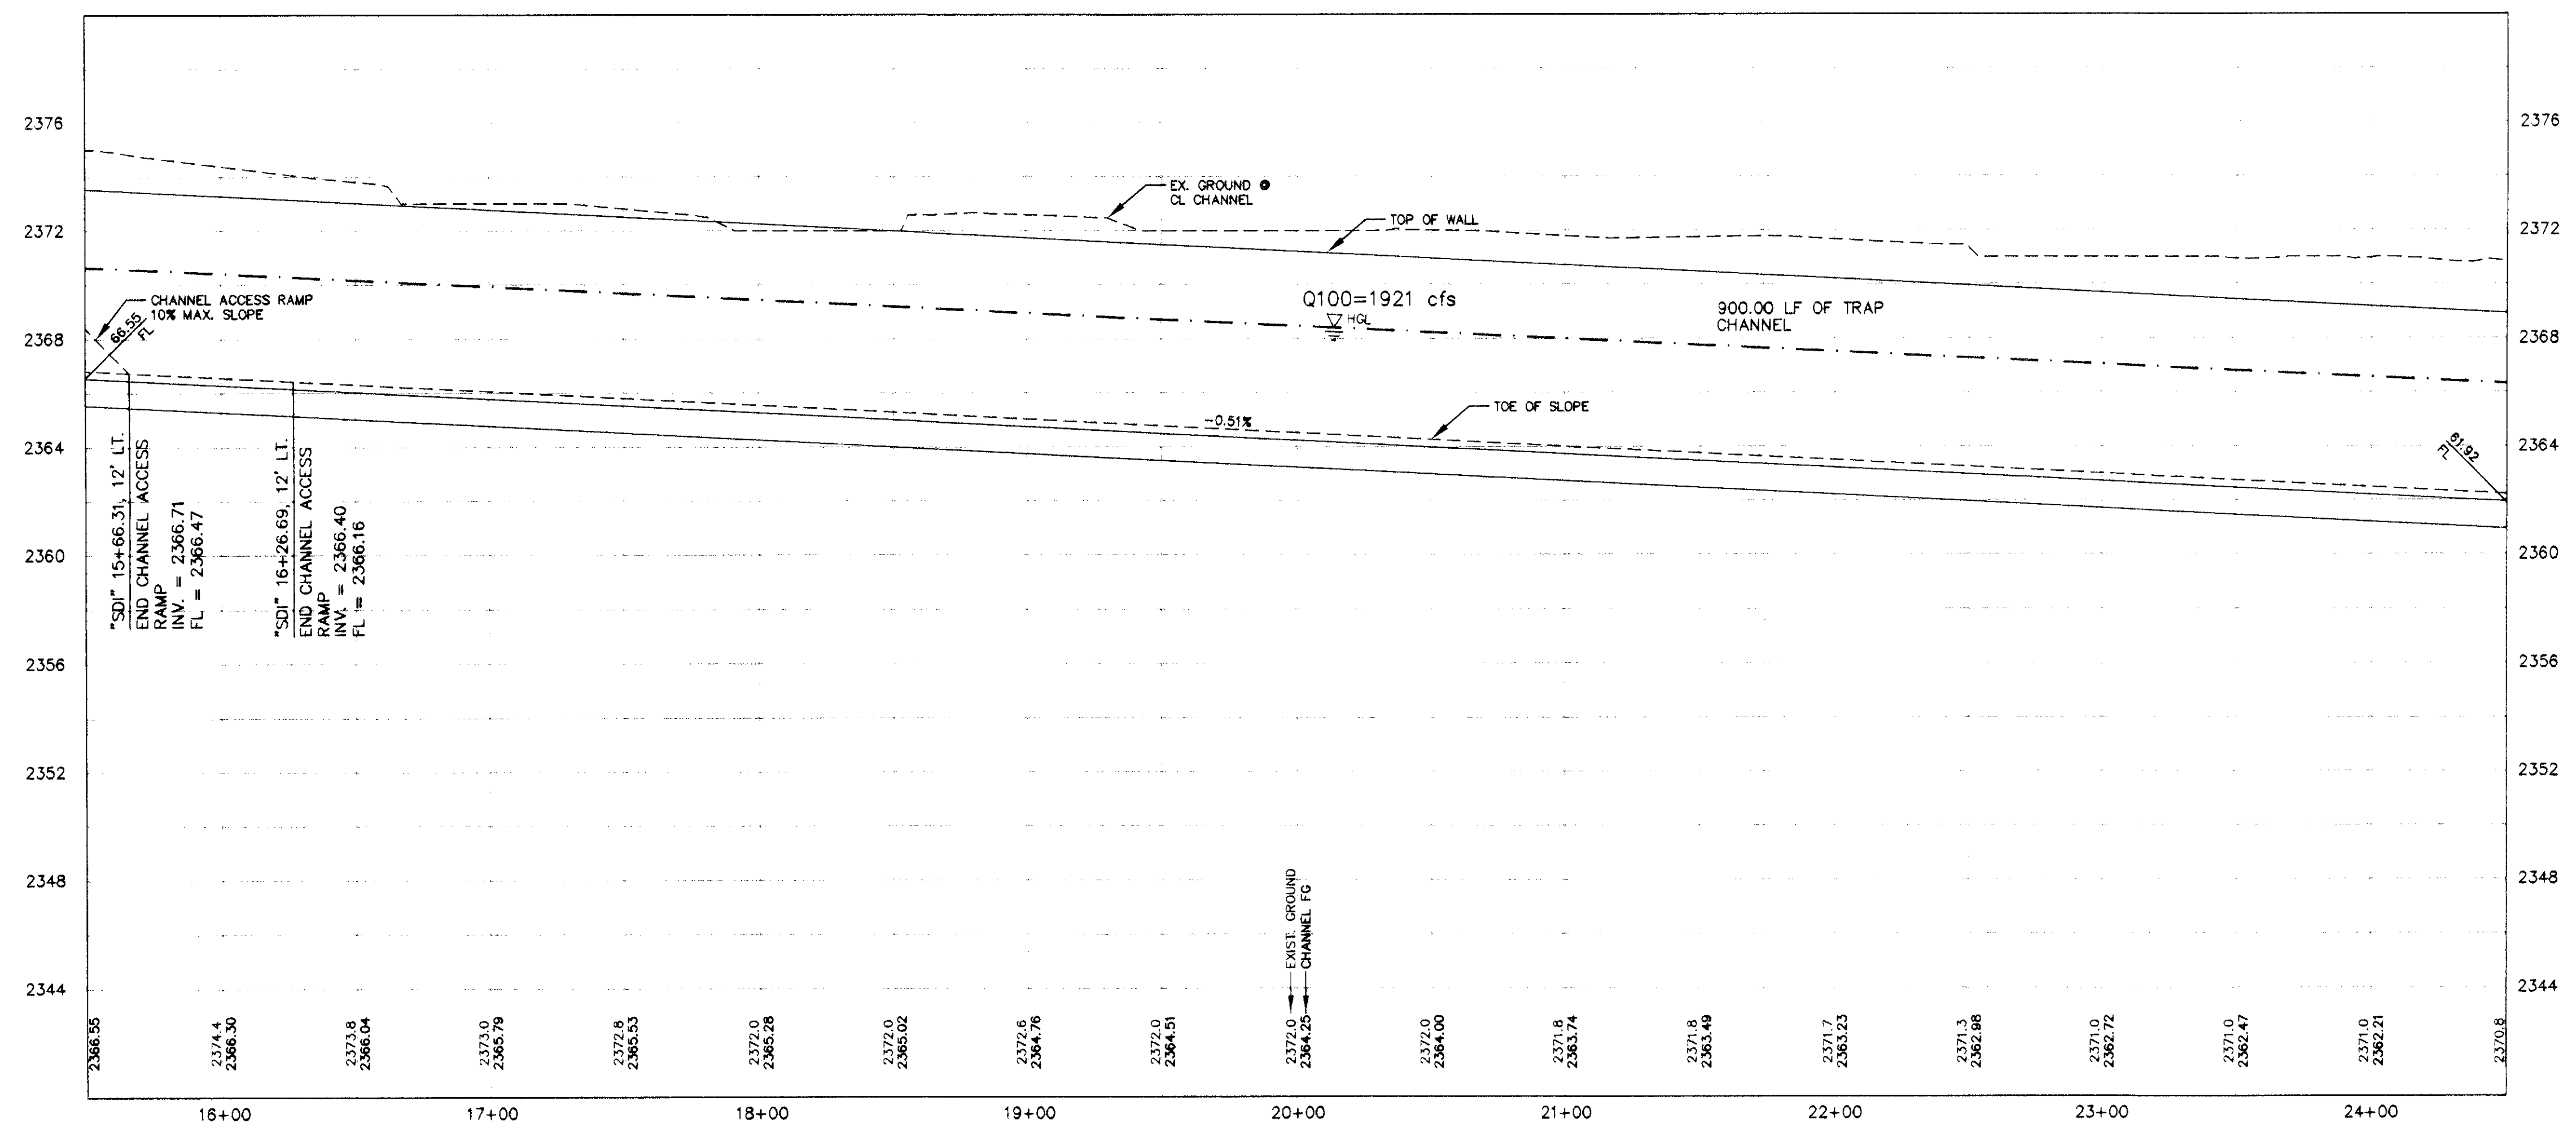 2376
2376
EX. GROUND @
CL CHANNEL
TOP OF WALL
2372
2372
CHANNEL ACCESS RAMP
10% MAX. SLOPE
Q100=1921 cfs
HGL
900.00 LF OF TRAP
CHANNEL
66.55
FL
2368
2368
TOE OF SLOPE
-0.51%
2364
2364
61.92
FL
"SDI" 15+66.31, 12' LT.
END CHANNEL ACCESS
RAMP
INV. = 2366.71
FL = 2366.47
"SDI" 16+26.69, 12' LT.
END CHANNEL ACCESS
RAMP
INV. = 2366.40
FL = 2366.16
2360
2360
2356
2356
2352
2352
2348
2348
EXIST. GROUND
CHANNEL FG
2344
2344
2366.55
2374.4
2366.30
2373.8
2366.04
2373.0
2365.79
2372.8
2365.53
2372.0
2365.28
2372.0
2365.02
2372.6
2364.76
2372.0
2364.51
2372.0
2364.25
2372.0
2364.00
2371.8
2363.74
2371.8
2363.49
2371.7
2363.23
2371.3
2362.98
2371.0
2362.72
2371.0
2362.47
2371.0
2362.21
2370.8
16+00
17+00
18+00
19+00
20+00
21+00
22+00
23+00
24+00